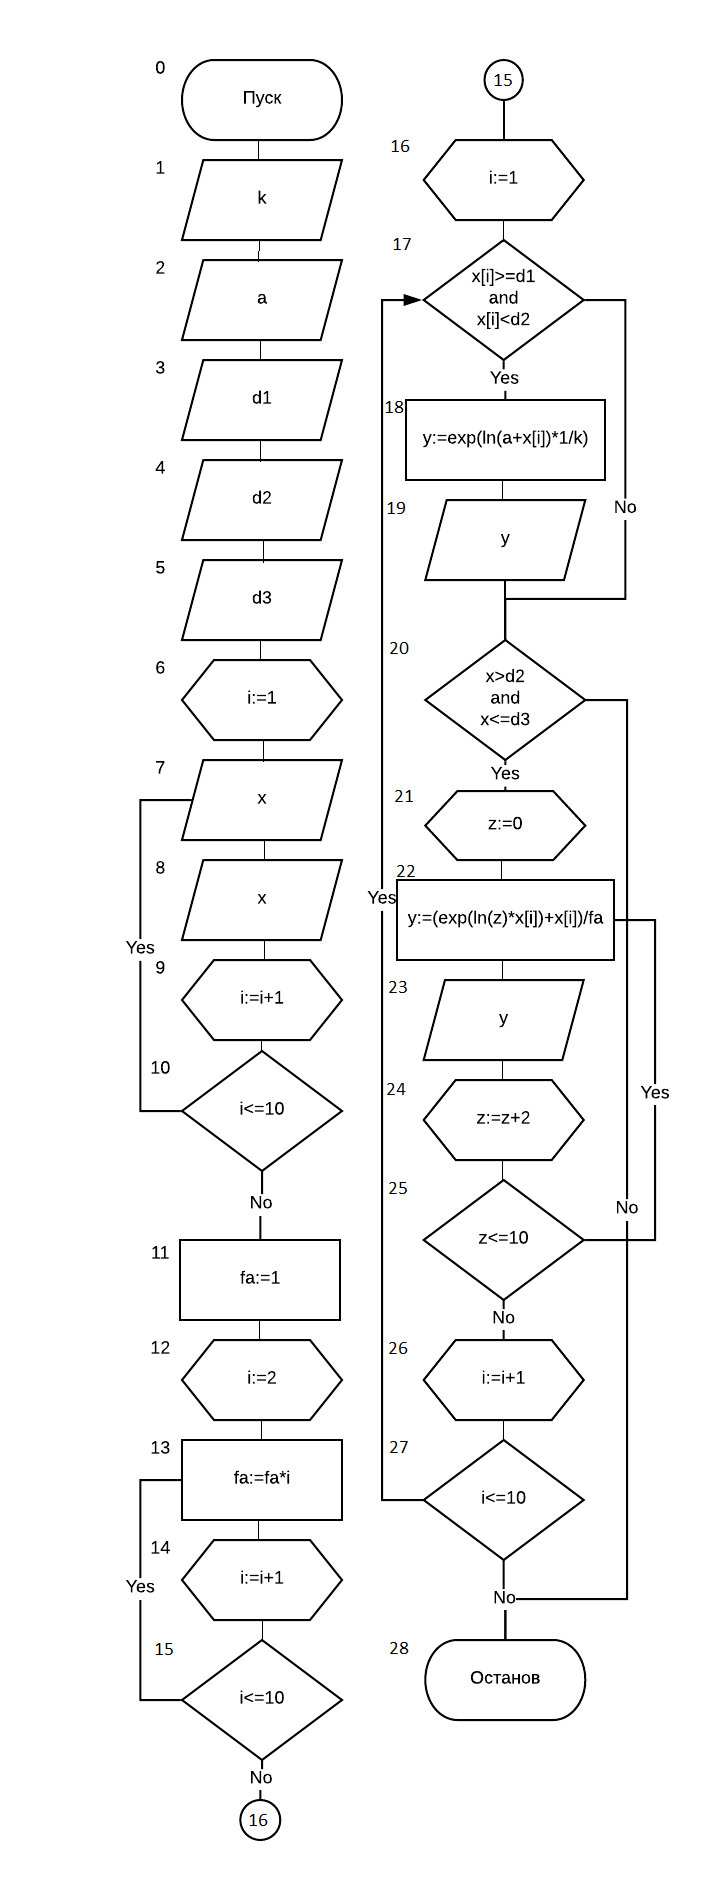 0
Пуск
1
k
2
a
3
d1
4
d2
5
d3
6
i:=1
7
x
8
x
Yes
9
i:=i+1
10
i<=10
No
11
fa:=1
12
i:=2
13
fa:=fa*i
14
i:=i+1
Yes
15
i<=10
No
16
15
16
i:=1
17
x[i]>=d1
and
x[i]<d2
Yes
18
y:=exp(ln(a+x[i])*1/k)
19
No
y
20
x>d2
and
x<=d3
Yes
21
z:=0
22
Yes
y:=(exp(ln(z)*x[i])+x[i])/fa
23
y
24
z:=z+2
Yes
25
No
z<=10
No
26
i:=i+1
27
i<=10
No
28
Останов